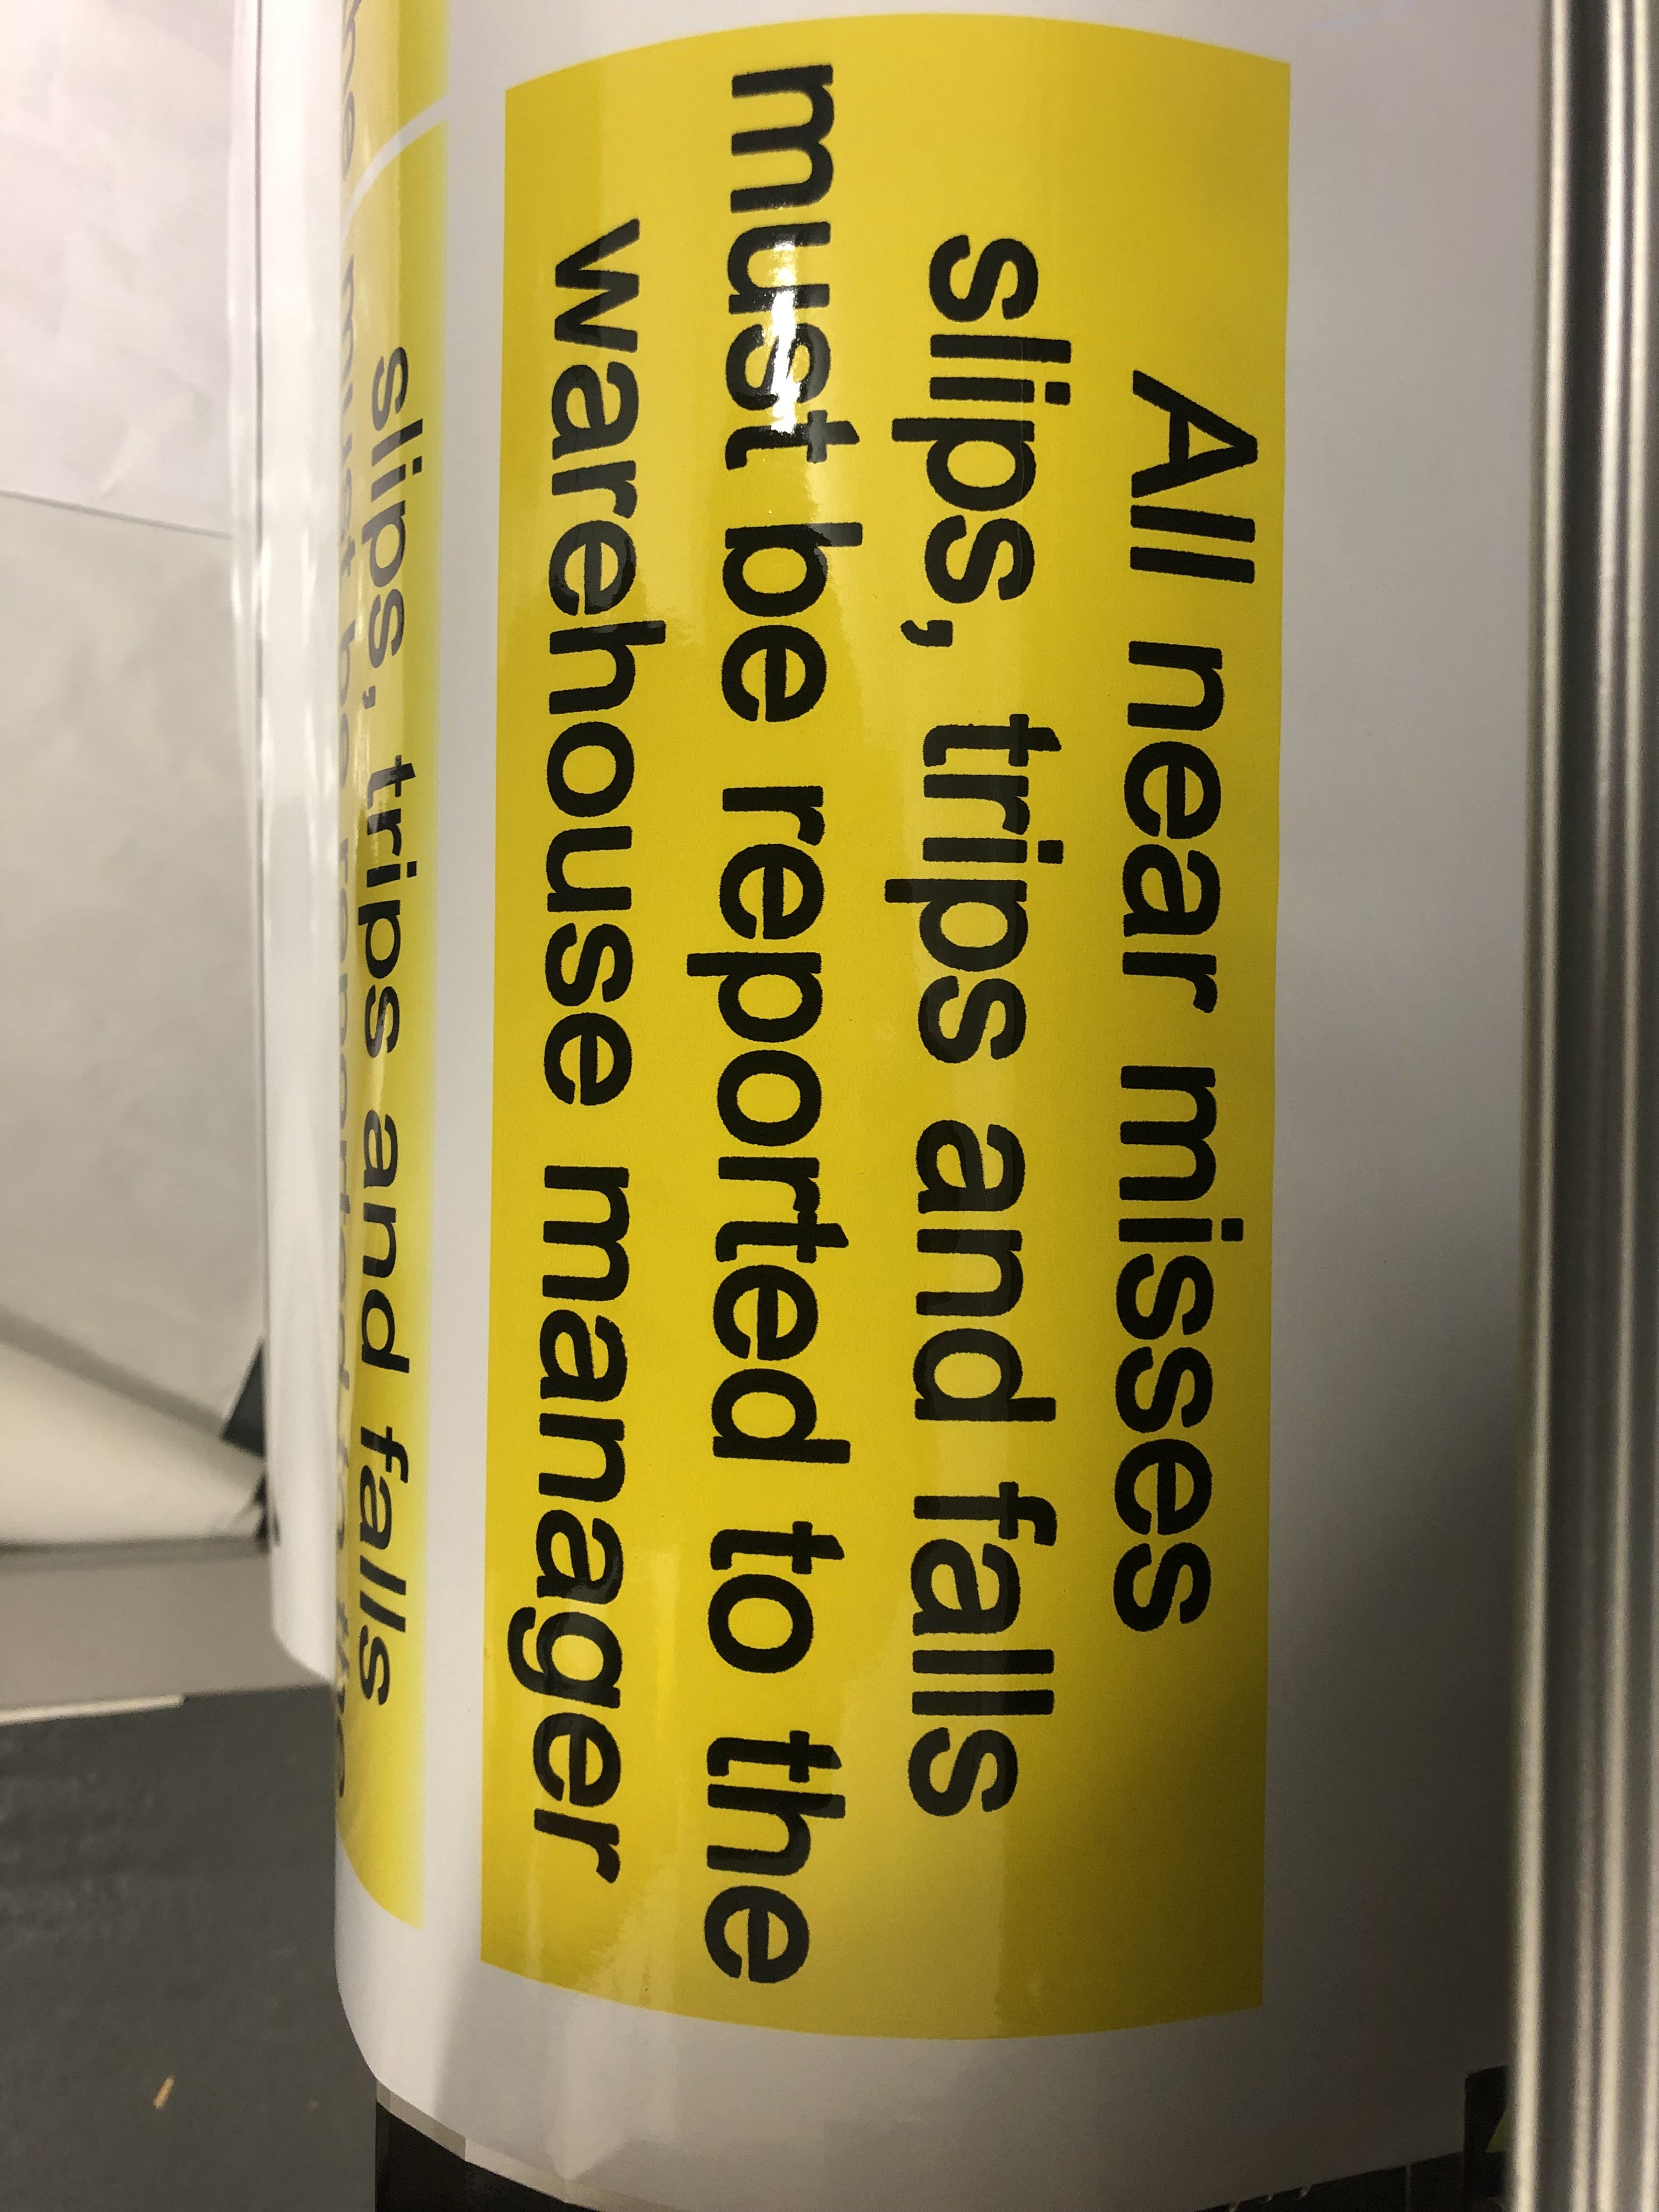 All near misses
slips, trips and falls
must be reported to the
warehouse manager
slips, trips and falls